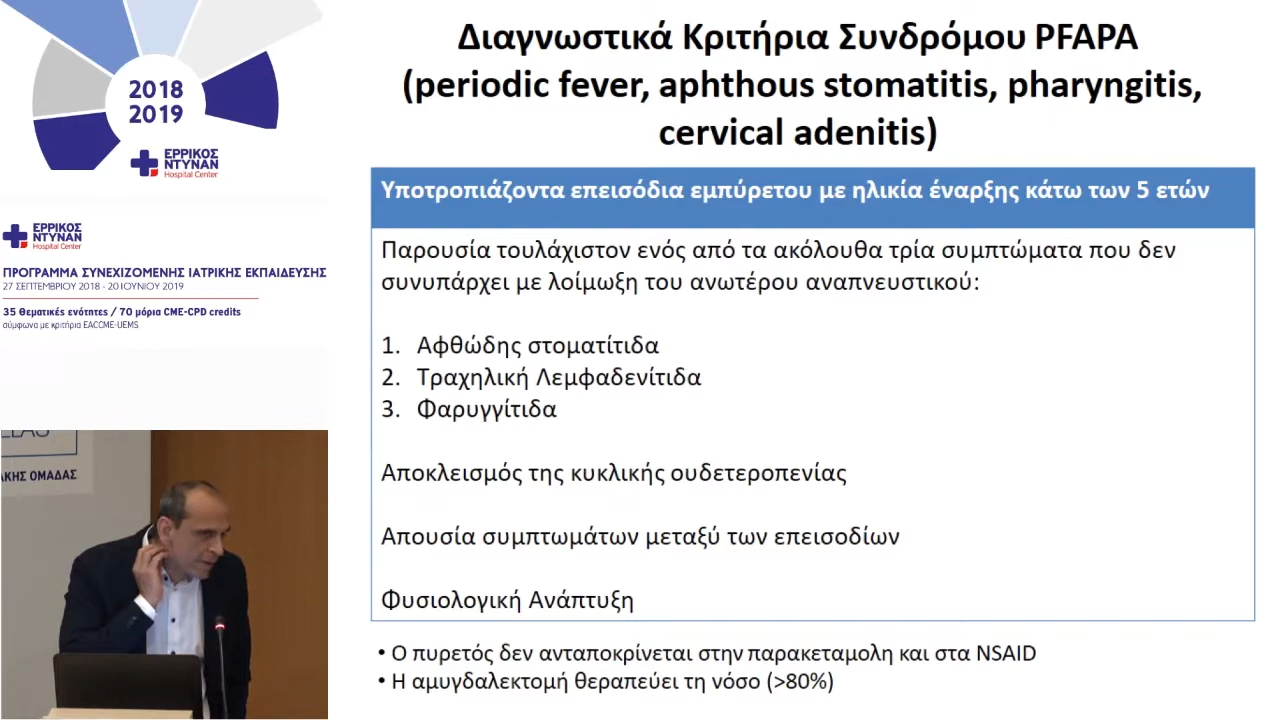 2018
2019
ΕΡΡΙΚΟΣ
ΝΤΥΝΑΝ
Hospital Center
ΕΡΡΙΚΟΣ
ΝΤΥΝΑΝ
Hospital Center
ΠΡΟΓΡΑΜΜΑ ΣΥΝΕΧΙΖΟΜΕΝΗΣ ΙΑΤΡΙΚΗΣ ΕΚΠΑΙΔΕΥΣΗΣ
27 ΣΕΠΤΕΜΒΡΙΟΥ 2018 - 20 ΙΟΥΝΙΟΥ 2019
35 θεματικές ενότητες / 70 μόρια CME-CPD credits
σύμφωνα με κριτήρια EACCME-UEMS
ΑΚΗΣ ΟΜΑΔΑΣ
Διαγνωστικά Κριτήρια Συνδρόμου PFAPA
(periodic fever, aphthous stomatitis, pharyngitis,
cervical adenitis)
Υποτροπιάζοντα επεισόδια εμπύρετου με ηλικία έναρξης κάτω των 5 ετών
Παρουσία τουλάχιστον ενός από τα ακόλουθα τρία συμπτώματα που δεν
συνυπάρχει με λοίμωξη του ανωτέρου αναπνευστικού:
1. Αφθώδης στοματίτιδα
2. Τραχηλική Λεμφαδενίτιδα
3. Φαρυγγίτιδα
Αποκλεισμός της κυκλικής ουδετεροπενίας
Απουσία συμπτωμάτων μεταξύ των επεισοδίων
Φυσιολογική Ανάπτυξη
• Ο πυρετός δεν ανταποκρίνεται στην παρακεταμολη και στα NSAID
• Η αμυγδαλεκτομή θεραπεύει τη νόσο (>80%)